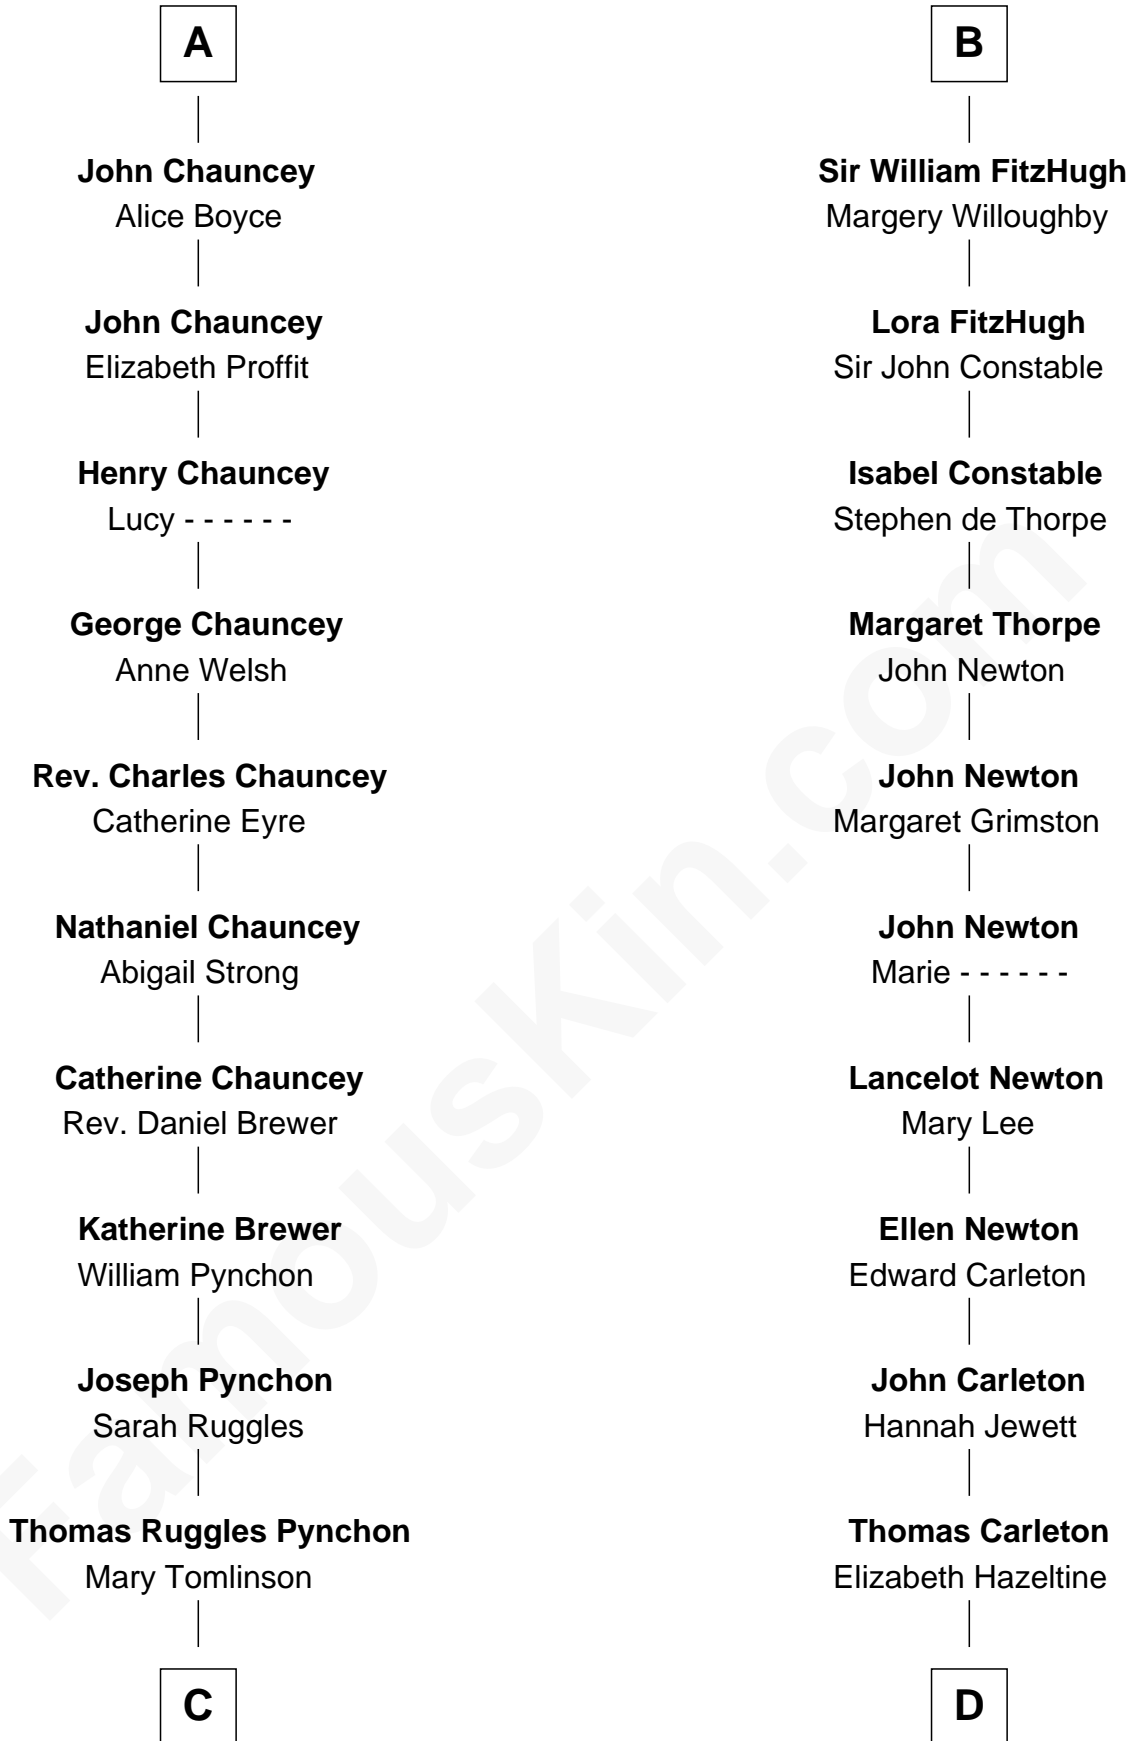 A
John Chauncey
Alice Boyce
John Chauncey
Elizabeth Proffit
Henry Chauncey
Lucy - - - - - -
George Chauncey
Anne Welsh
Rev. Charles Chauncey
Catherine Eyre
Nathaniel Chauncey
Abigail Strong
Catherine Chauncey
Rev. Daniel Brewer
Katherine Brewer
William Pynchon
Joseph Pynchon
Sarah Ruggles
Thomas Ruggles Pynchon
Mary Tomlinson
C
B
Sir William FitzHugh
Margery Willoughby
Lora FitzHugh
Sir John Constable
Isabel Constable
Stephen de Thorpe
Margaret Thorpe
John Newton
John Newton
Margaret Grimston
John Newton
Marie - - - - - -
Lancelot Newton
Mary Lee
Ellen Newton
Edward Carleton
John Carleton
Hannah Jewett
Thomas Carleton
Elizabeth Hazeltine
D
FamousKin.com